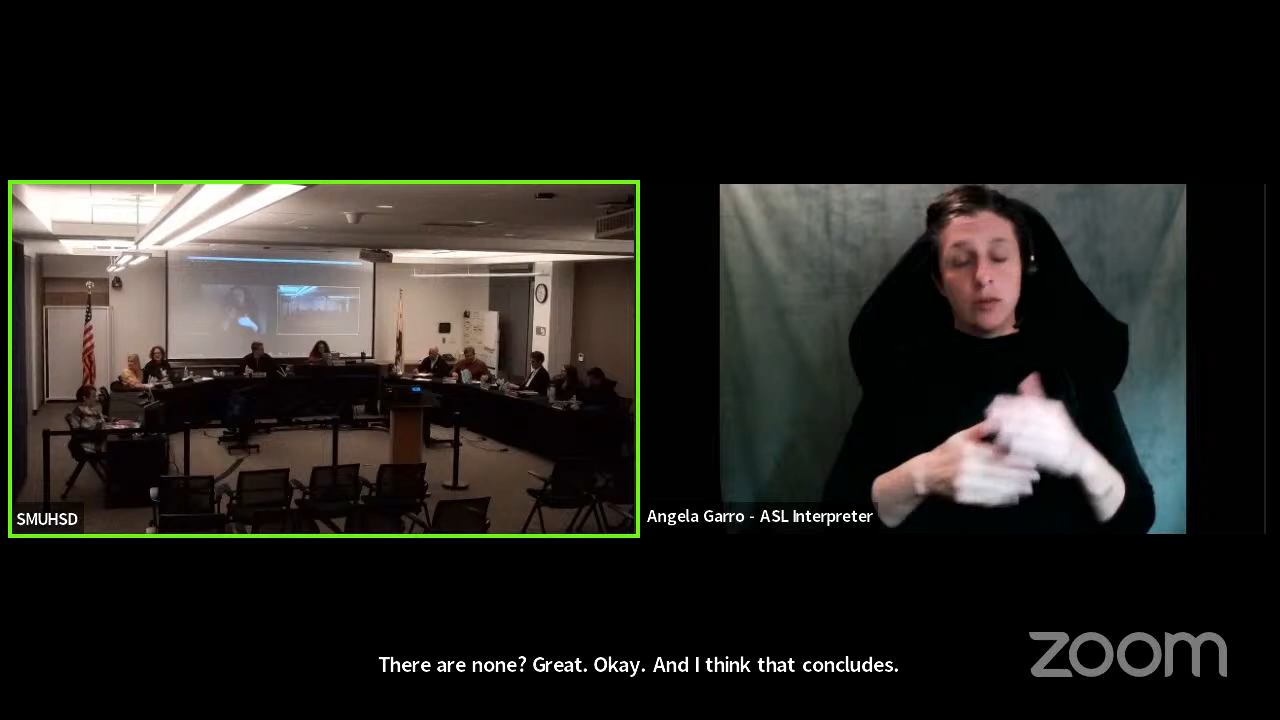 SMUHSD
Angela Garro - ASL Interpreter
There are none? Great. Okay. And I think that concludes.
zoom